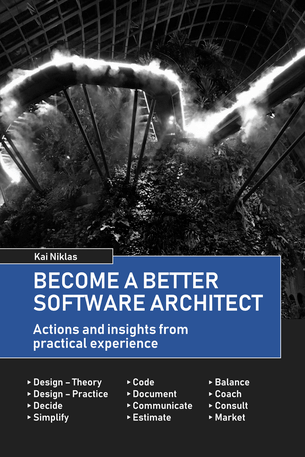 Kai Niklas
BECOME A BETTER
SOFTWARE ARCHITECT
Actions and insights from
practical experience
‣ Design – Theory
‣ Design – Practice
‣ Decide
‣ Simplify
‣ Code
‣ Document
‣ Communicate
‣ Estimate
‣ Balance
‣ Coach
‣ Consult
‣ Market